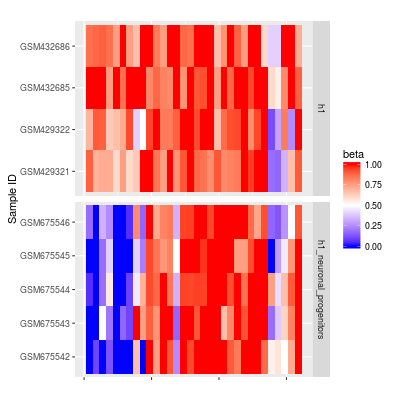 Sample ID
GSM432686
GSM432685
GSM429322
GSM429321
h1
GSM675546
GSM675545
GSM675544
GSM675543
GSM675542
h1_neuronal_progenitors
beta
1.00
0.75
0.50
0.25
0.00